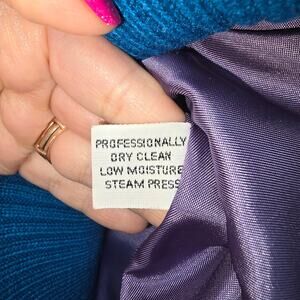 PROFESSIONALLY
DRY CLEAN
LOW MOISTURE
STEAM PRESS